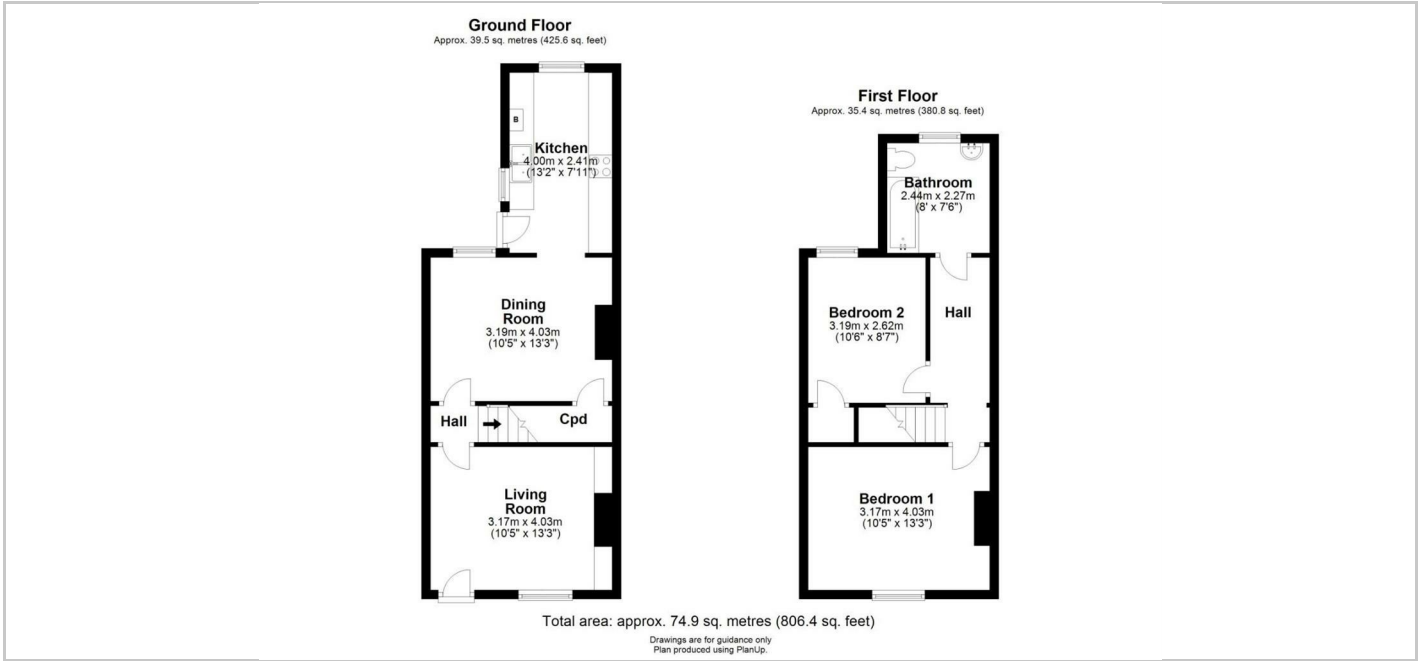 Ground Floor
Approx. 39.5 sq. metres (425.6 sq. feet)
B
Kitchen
4.00m x 2.41m
(13'2" x 7'11")
Dining
Room
3.19m x 4.03m
(10'5" x 13'3")
Hall
Cpd
Living
Room
3.17m x 4.03m
(10'5" x 13'3")
First Floor
Approx. 35.4 sq. metres (380.8 sq. feet)
Bathroom
2.44m x 2.27m
(8' x 7'6")
Bedroom 2
3.19m x 2.62m
(10'6" x 8'7")
Hall
Bedroom 1
3.17m x 4.03m
(10'5" x 13'3")
Total area: approx. 74.9 sq. metres (806.4 sq. feet)
Drawings are for guidance only
Plan produced using PlanUp.